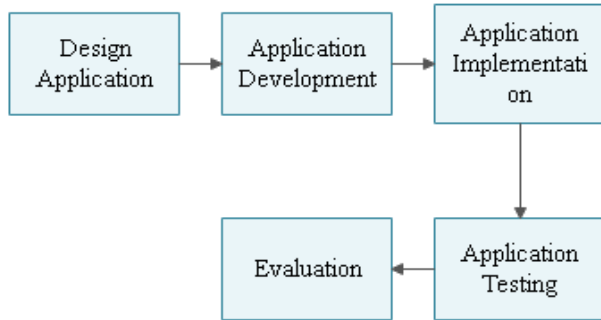 Design
Application
Application
Development
Application
Implementati
on
Application
Testing
Evaluation